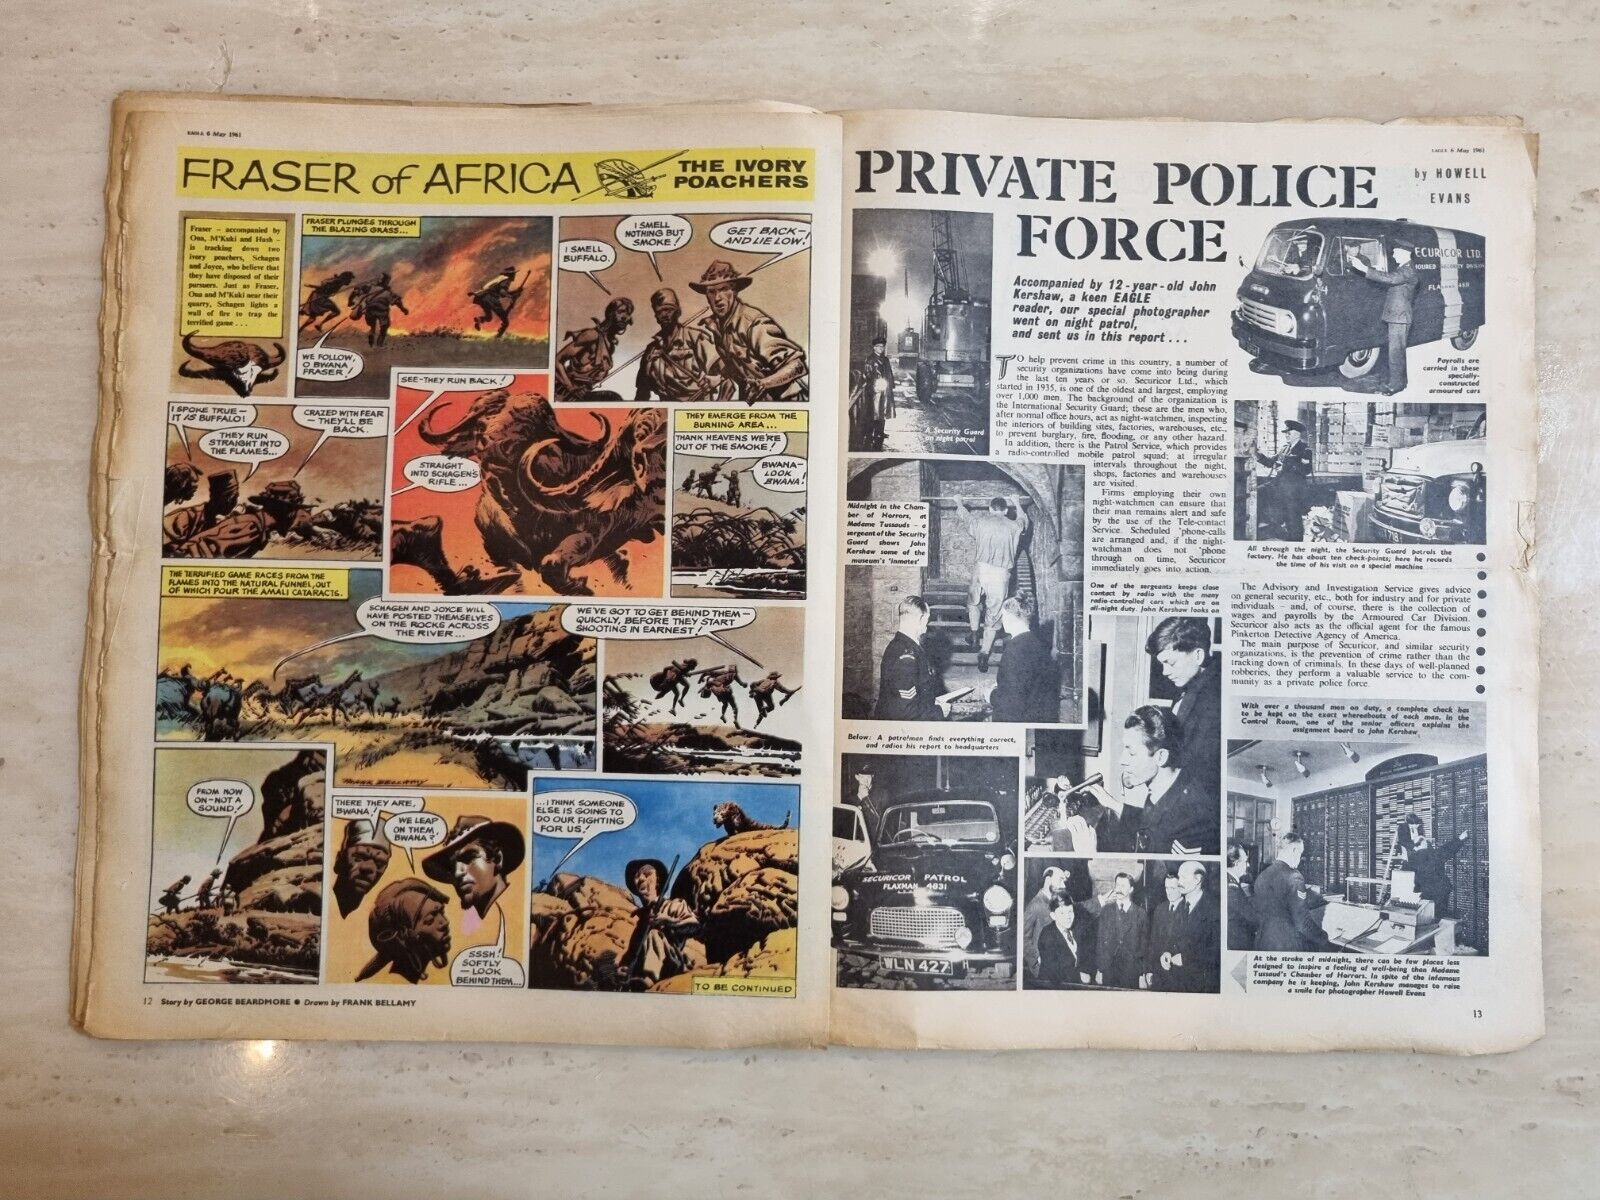 EAGLE 6 May 1961
FRASER of AFRICA
THE IVORY
POACHERS
Fraser – accompanied by
Ona, M'Kuki and Hush –
is tracking down two
ivory poachers, Schagen
and Joyce, who believe that
they have disposed of their
pursuers. Just as Fraser,
Ona and M'Kuki near their
quarry, Schagen lights a
wall of fire to trap the
terrified game . . .
FRASER PLUNGES THROUGH
THE BLAZING GRASS...
WE FOLLOW,
O BWANA
FRASER!
I SMELL
BUFFALO.
I SMELL
NOTHING BUT
SMOKE!
GET BACK–
AND LIE LOW!
I SPOKE TRUE–
IT IS BUFFALO!
THEY RUN
STRAIGHT INTO
THE FLAMES...
CRAZED WITH FEAR
–THEY'LL BE
BACK.
SEE–THEY RUN BACK!
STRAIGHT
INTO SCHAGEN'S
RIFLE...
THEY EMERGE FROM THE
BURNING AREA...
THANK HEAVENS WE'RE
OUT OF THE SMOKE!
BWANA–
LOOK
BWANA!
THE TERRIFIED GAME RACES FROM THE
FLAMES INTO THE NATURAL FUNNEL, OUT
OF WHICH POUR THE AMALI CATARACTS.
SCHAGEN AND JOYCE WILL
HAVE POSTED THEMSELVES
ON THE ROCKS ACROSS
THE RIVER...
FRANK BELLAMY
WE'VE GOT TO GET BEHIND THEM–
QUICKLY, BEFORE THEY START
SHOOTING IN EARNEST!
FROM NOW
ON–NOT A
SOUND!
THERE THEY ARE,
BWANA!
WE LEAP
ON THEM,
BWANA?
SSSH!
SOFTLY
–LOOK
BEHIND THEM...
...I THINK SOMEONE
ELSE IS GOING TO
DO OUR FIGHTING
FOR US!
TO BE CONTINUED
12 Story by GEORGE BEARDMORE ● Drawn by FRANK BELLAMY
EAGLE 6 May 1961
PRIVATE POLICE
FORCE
by HOWELL
EVANS
Accompanied by 12-year-old John
Kershaw, a keen EAGLE
reader, our special photographer
went on night patrol,
and sent us in this report . . .
TO help prevent crime in this country, a number of
security organizations have come into being during
the last ten years or so. Securicor Ltd., which
started in 1935, is one of the oldest and largest, employing
over 1,000 men. The background of the organization is
the International Security Guard; these are the men who,
after normal office hours, act as night-watchmen, inspecting
the interiors of building sites, factories, warehouses, etc.,
to prevent burglary, fire, flooding, or any other hazard.
In addition, there is the Patrol Service, which provides
a radio-controlled mobile patrol squad; at irregular
intervals throughout the night,
shops, factories and warehouses
are visited.
Firms employing their own
night-watchmen can ensure that
their man remains alert and safe
by the use of the Tele-contact
Service. Scheduled 'phone-calls
are arranged and, if the night-
watchman does not 'phone
through on time, Securicor
immediately goes into action.
The Advisory and Investigation Service gives advice
on general security, etc., both for industry and for private
individuals – and, of course, there is the collection of
wages and payrolls by the Armoured Car Division.
Securicor also acts as the official agent for the famous
Pinkerton Detective Agency of America.
The main purpose of Securicor, and similar security
organizations, is the prevention of crime rather than the
tracking down of criminals. In these days of well-planned
robberies, they perform a valuable service to the com-
munity as a private police force.
A Security Guard
on night patrol
ECURICOR LTD.
Payrolls are
carried in these
specially-
constructed
armoured cars
Midnight in the Cham-
ber of Horrors, at
Madame Tussauds – a
sergeant of the Security
Guard shows John
Kershaw some of the
museum's 'inmates'
All through the night, the Security Guard patrols the
factory. He has about ten check-points; here he records
the time of his visit on a special machine
One of the sergeants keeps close
contact by radio with the many
radio-controlled cars which are on
all-night duty. John Kershaw looks on
With over a thousand men on duty, a complete check has
to be kept on the exact whereabouts of each man. In the
Control Room, one of the senior officers explains the
assignment board to John Kershaw
Below: A patrolman finds everything correct,
and radios his report to headquarters
SECURICOR PATROL
FLAXMAN 4831
WLN 427
At the stroke of midnight, there can be few places less
designed to inspire a feeling of well-being than Madame
Tussaud's Chamber of Horrors. In spite of the infamous
company he is keeping, John Kershaw manages to raise
a smile for photographer Howell Evans
13